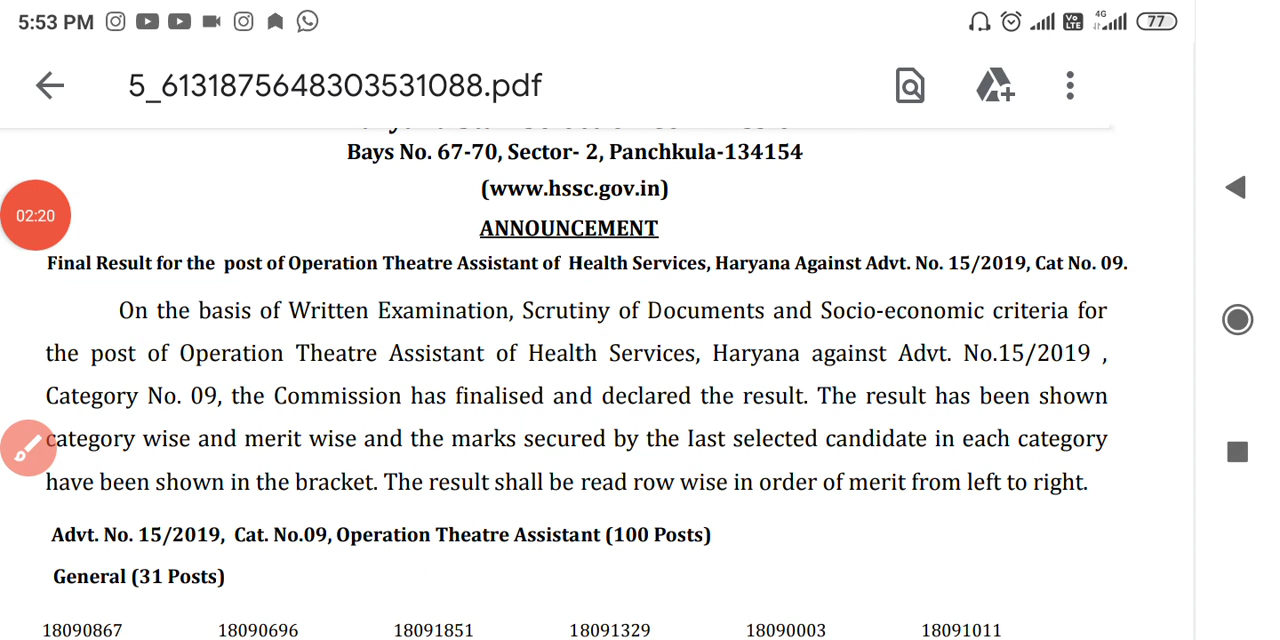 5:53 PM
VoLTE 4G 77
5_6131875648303531088.pdf
Bays No. 67-70, Sector- 2, Panchkula-134154
(www.hssc.gov.in)
02:20
ANNOUNCEMENT
Final Result for the post of Operation Theatre Assistant of Health Services, Haryana Against Advt. No. 15/2019, Cat No. 09.
On the basis of Written Examination, Scrutiny of Documents and Socio-economic criteria for
the post of Operation Theatre Assistant of Health Services, Haryana against Advt. No.15/2019 ,
Category No. 09, the Commission has finalised and declared the result. The result has been shown
category wise and merit wise and the marks secured by the last selected candidate in each category
have been shown in the bracket. The result shall be read row wise in order of merit from left to right.
Advt. No. 15/2019, Cat. No.09, Operation Theatre Assistant (100 Posts)
General (31 Posts)
18090867 18090696 18091851 18091329 18090003 18091011